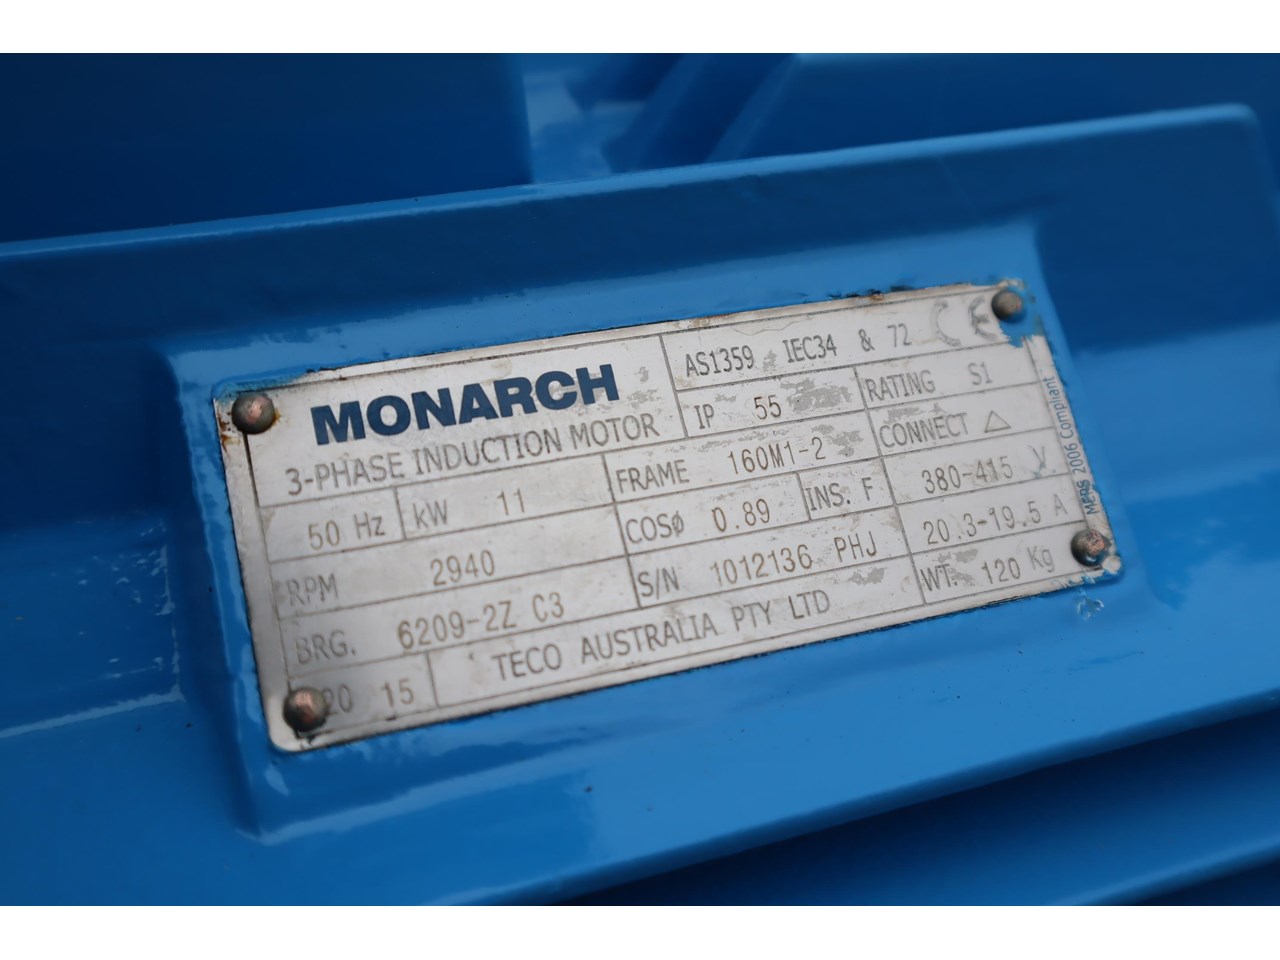 MONARCH
3-PHASE INDUCTION MOTOR
AS1359 IEC34 & 72 CE
IP 55
RATING S1
50 Hz
kW 11
FRAME 160M1-2
CONNECT △
RPM 2940
COSø 0.89
INS. F
380-415 V
BRG. 6209-2Z C3
S/N 1012136 PHJ
20.3-19.5 A
20 15
TECO AUSTRALIA PTY LTD
WT. 120 Kg
MEPS 2006 Compliant